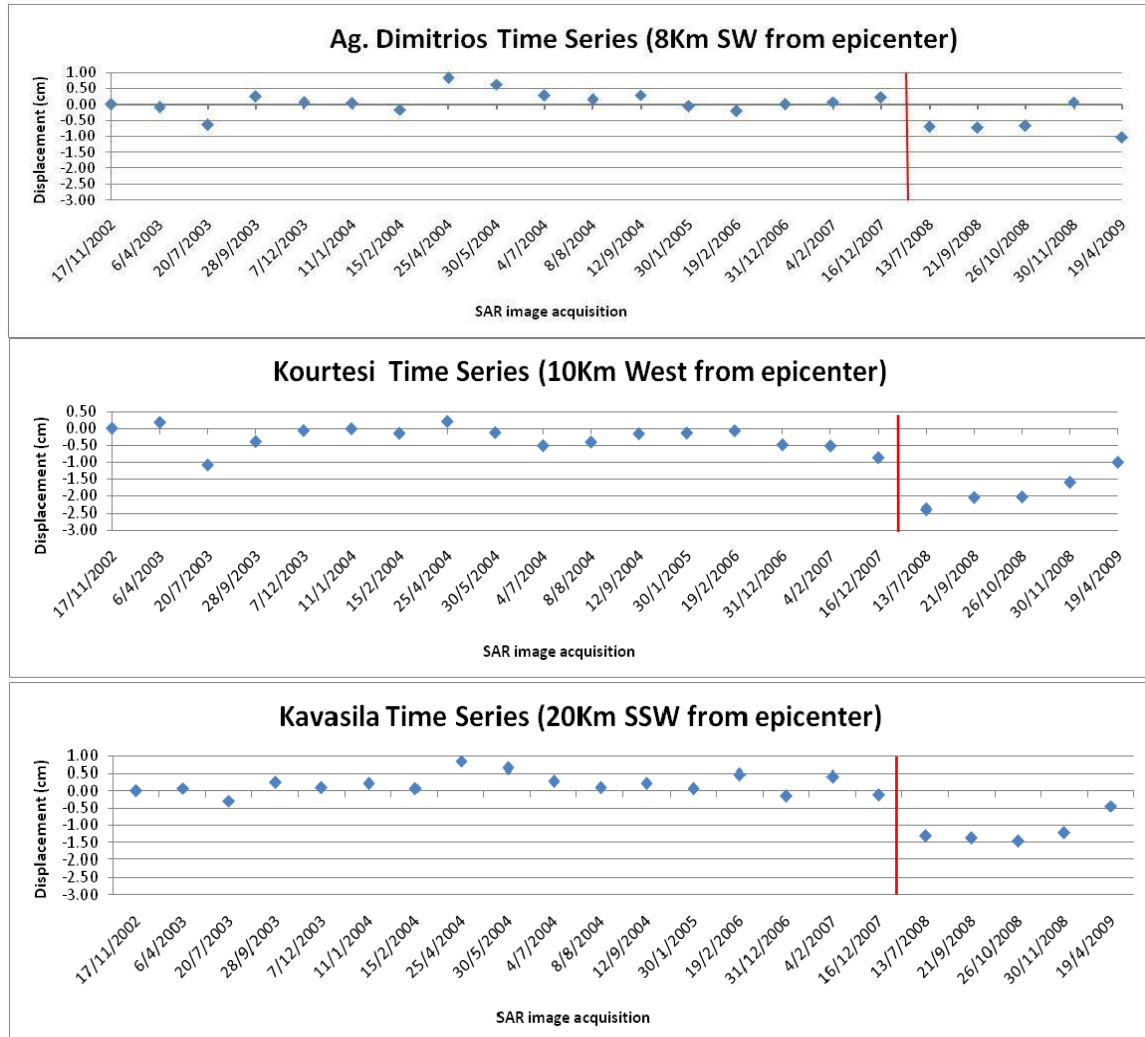 Ag. Dimitrios Time Series (8Km SW from epicenter)
Displacement (cm)
1.00
0.50
0.00
-0.50
-1.00
-1.50
-2.00
-2.50
-3.00
17/11/2002 6/4/2003 20/7/2003 28/9/2003 7/12/2003 11/1/2004 15/2/2004 25/4/2004 30/5/2004 4/7/2004 8/8/2004 12/9/2004 30/1/2005 19/2/2006 31/12/2006 4/2/2007 16/12/2007 13/7/2008 21/9/2008 26/10/2008 30/11/2008 19/4/2009
SAR image acquisition
Kourtesi Time Series (10Km West from epicenter)
Displacement (cm)
0.50
0.00
-0.50
-1.00
-1.50
-2.00
-2.50
-3.00
17/11/2002 6/4/2003 20/7/2003 28/9/2003 7/12/2003 11/1/2004 15/2/2004 25/4/2004 30/5/2004 4/7/2004 8/8/2004 12/9/2004 30/1/2005 19/2/2006 31/12/2006 4/2/2007 16/12/2007 13/7/2008 21/9/2008 26/10/2008 30/11/2008 19/4/2009
SAR image acquisition
Kavasila Time Series (20Km SSW from epicenter)
Displacement (cm)
1.00
0.50
0.00
-0.50
-1.00
-1.50
-2.00
-2.50
-3.00
17/11/2002 6/4/2003 20/7/2003 28/9/2003 7/12/2003 11/1/2004 15/2/2004 25/4/2004 30/5/2004 4/7/2004 8/8/2004 12/9/2004 30/1/2005 19/2/2006 31/12/2006 4/2/2007 16/12/2007 13/7/2008 21/9/2008 26/10/2008 30/11/2008 19/4/2009
SAR image acquisition